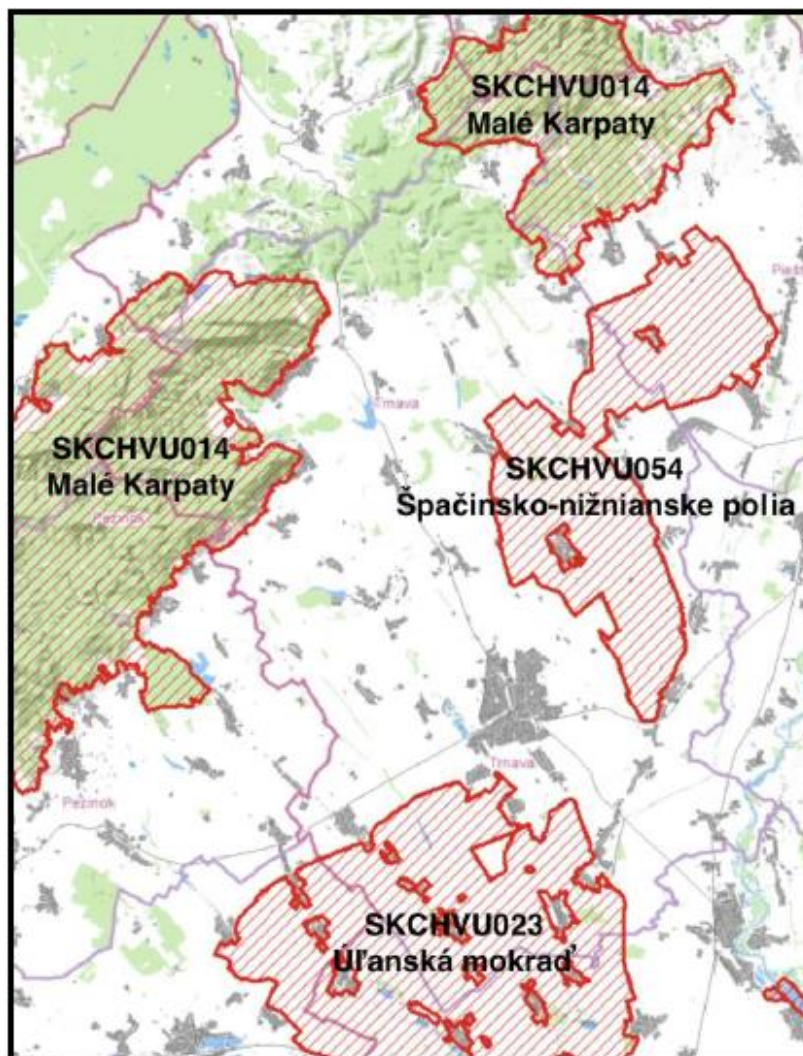 SKCHVU014
Malé Karpaty
Trnava
SKCHVU014
Malé Karpaty
Pezinok
SKCHVU054
Špačinsko-nižnianske polia
Trnava
Pezinok
SKCHVU023
Úľanská mokraď